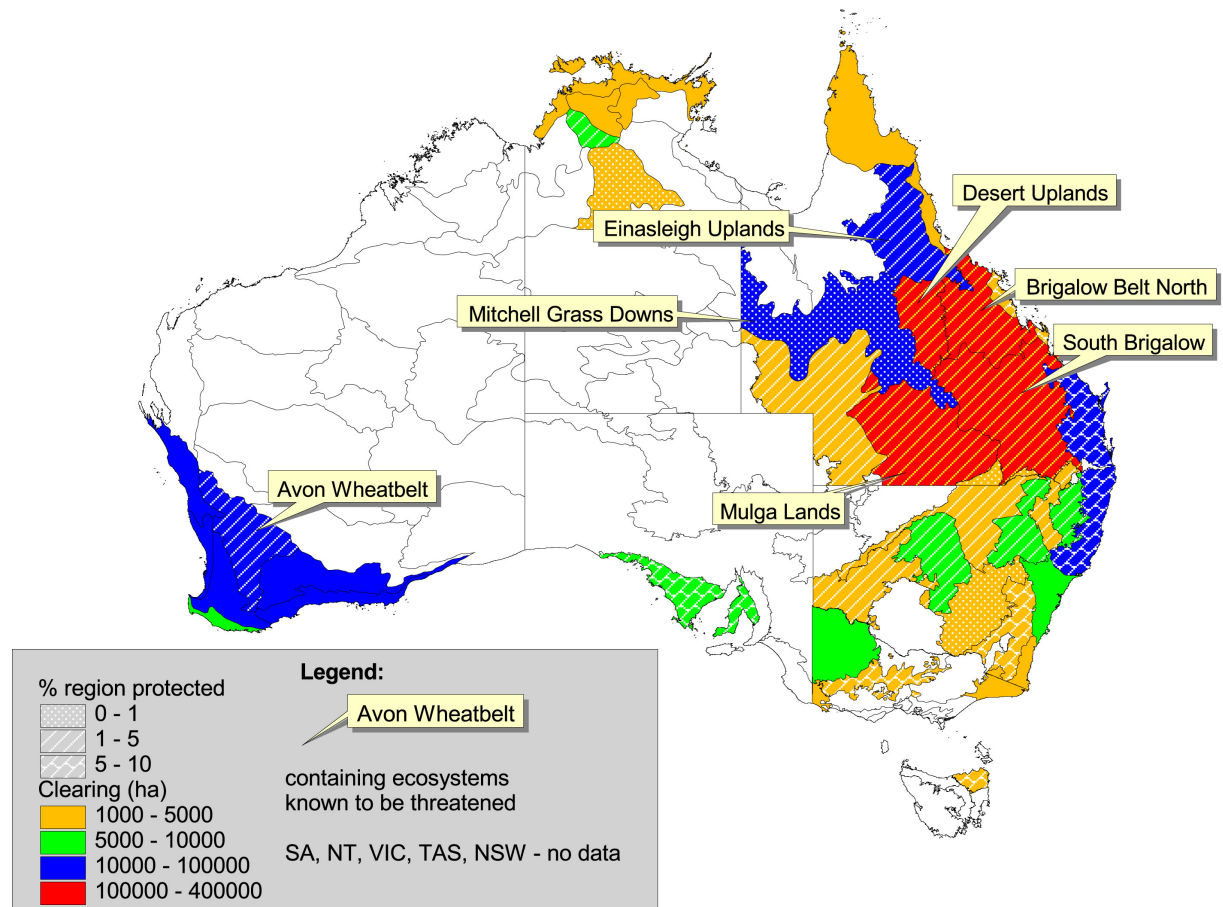 Desert Uplands
Einasleigh Uplands
Brigalow Belt North
Mitchell Grass Downs
South Brigalow
Avon Wheatbelt
Mulga Lands
Legend:
% region protected
0 - 1
1 - 5
5 - 10
Clearing (ha)
1000 - 5000
5000 - 10000
10000 - 100000
100000 - 400000
Avon Wheatbelt
containing ecosystems
known to be threatened
SA, NT, VIC, TAS, NSW - no data